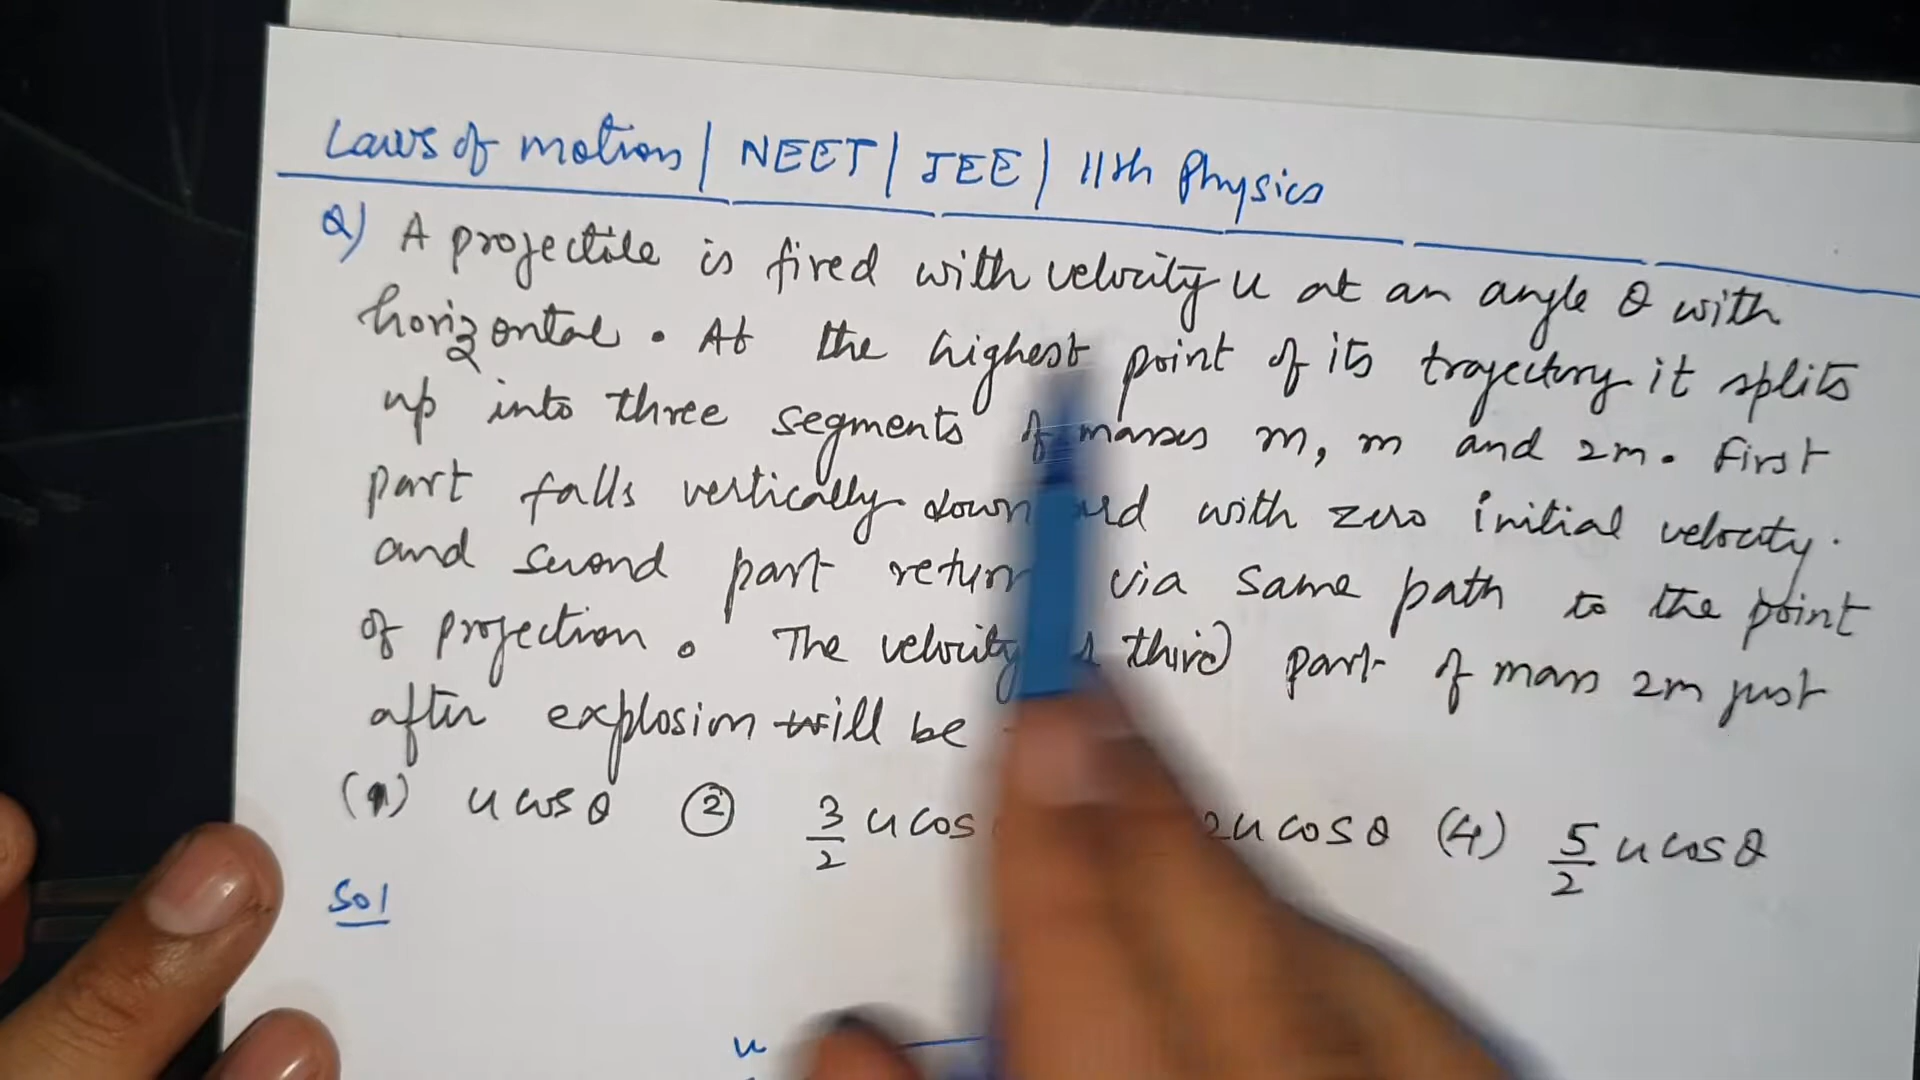 Laws of motion | NEET | JEE | 11th Physics
Q) A projectile is fired with velocity u at an angle θ with
horizontal. At the highest point of its trajectory it splits
up into three segments of masses m, m and 2m. First
part falls vertically downward with zero initial velocity.
and second part return via same path to the point
of projection. The velocity third part of mass 2m just
after explosion will be
(1) u cos θ (2) 3/2 u cos 2u cos θ (4) 5/2 u cos θ
Sol
u